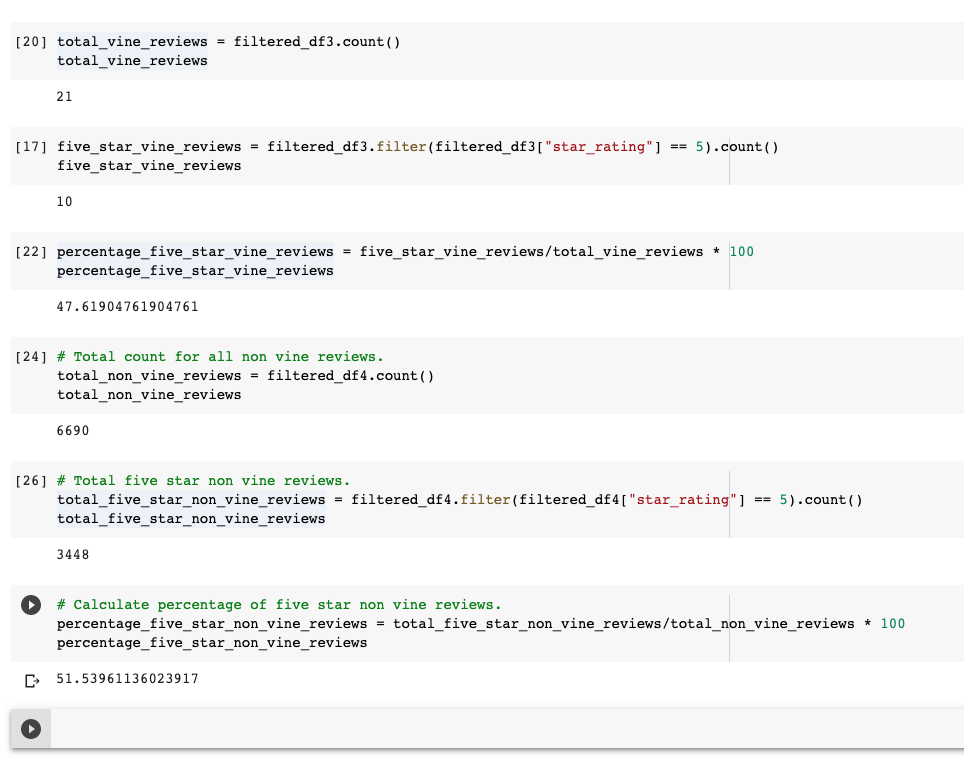 [20] total_vine_reviews = filtered_df3.count()
total_vine_reviews
21
[17] five_star_vine_reviews = filtered_df3.filter(filtered_df3["star_rating"] == 5).count()
five_star_vine_reviews
10
[22] percentage_five_star_vine_reviews = five_star_vine_reviews/total_vine_reviews * 100
percentage_five_star_vine_reviews
47.61904761904761
[24] # Total count for all non vine reviews.
total_non_vine_reviews = filtered_df4.count()
total_non_vine_reviews
6690
[26] # Total five star non vine reviews.
total_five_star_non_vine_reviews = filtered_df4.filter(filtered_df4["star_rating"] == 5).count()
total_five_star_non_vine_reviews
3448
# Calculate percentage of five star non vine reviews.
percentage_five_star_non_vine_reviews = total_five_star_non_vine_reviews/total_non_vine_reviews * 100
percentage_five_star_non_vine_reviews
51.53961136023917